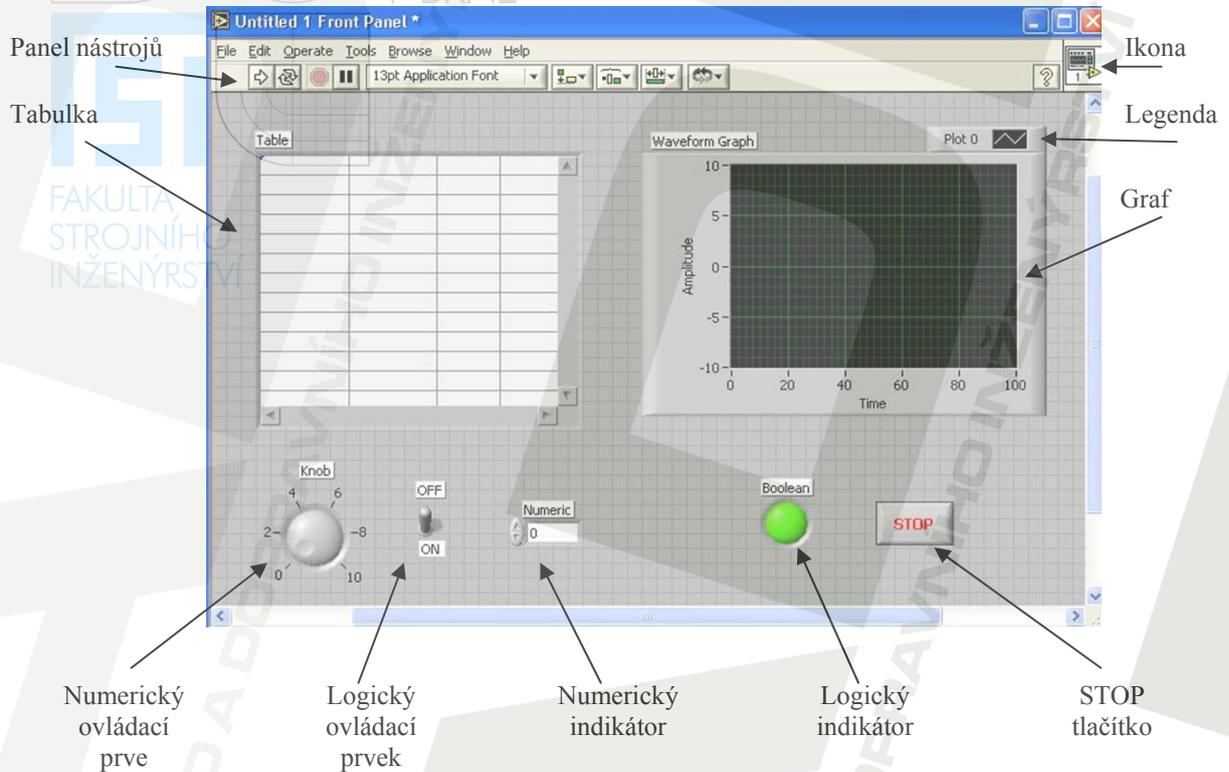 Untitled 1 Front Panel *
File Edit Operate Tools Browse Window Help
13pt Application Font
?
1
Panel nástrojů
Ikona
Tabulka
Legenda
Table
Waveform Graph
Plot 0
FAKULTA
STROJNÍHO
INŽENÝRSTVÍ
Graf
10
5
0
-5
-10
Amplitude
0 20 40 60 80 100
Time
Knob
0
2
4
6
8
10
OFF
ON
Numeric
0
Boolean
STOP
Numerický
ovládací
prve
Logický
ovládací
prvek
Numerický
indikátor
Logický
indikátor
STOP
tlačítko